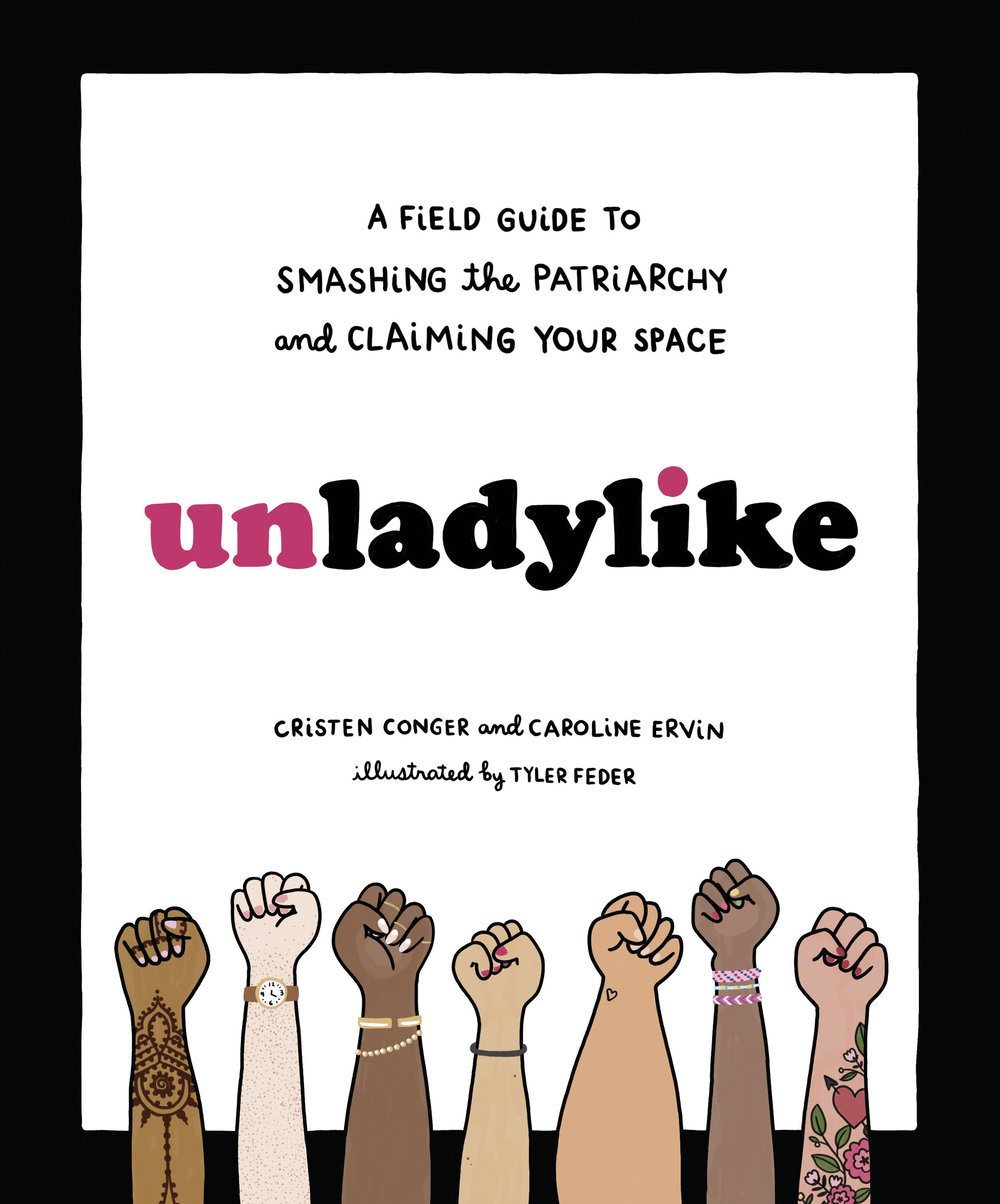 A FiELD GUiDE TO
SMASHiNG the PATRiARCHY
and CLAiMiNG YOUR SPACE
unladylike
CRiSTEN CONGER and CAROLiNE ERViN
illustrated by TYLER FEDER